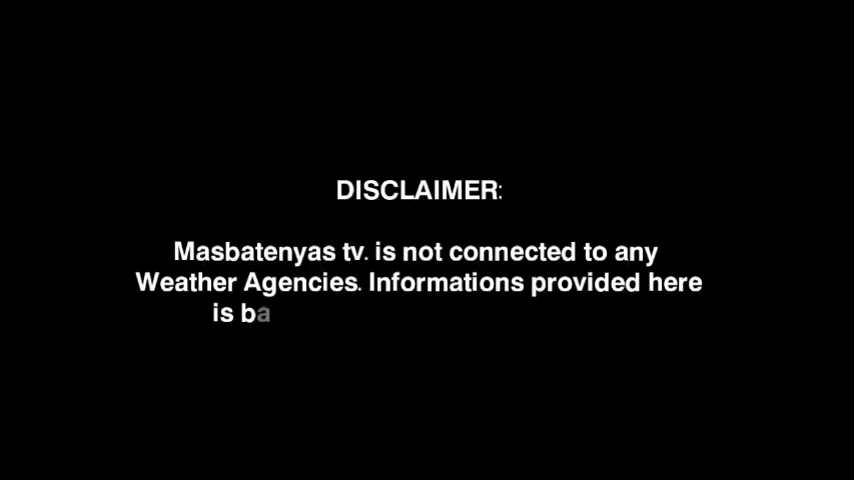 DISCLAIMER:
Masbatenyas tv. is not connected to any
Weather Agencies. Informations provided here
is ba